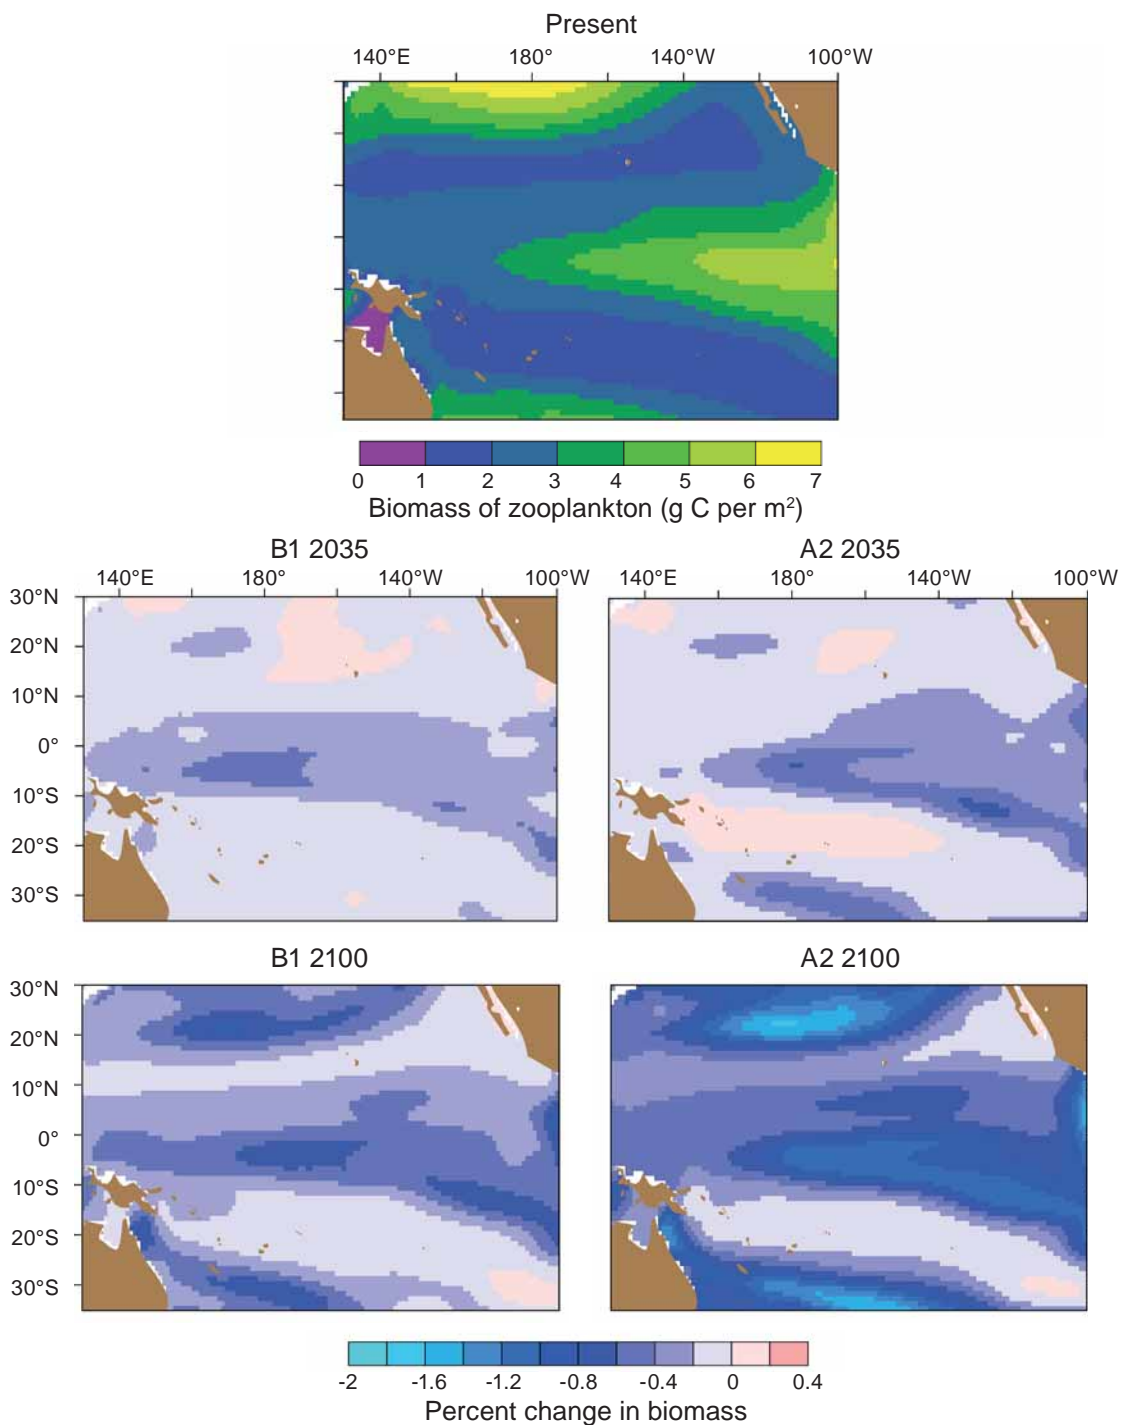 Present
140°E 180° 140°W 100°W
0 1 2 3 4 5 6 7
Biomass of zooplankton (g C per m²)
B1 2035 A2 2035
140°E 180° 140°W 100°W 140°E 180° 140°W 100°W
30°N
20°N
10°N
0°
10°S
20°S
30°S
B1 2100 A2 2100
30°N
20°N
10°N
0°
10°S
20°S
30°S
-2 -1.6 -1.2 -0.8 -0.4 0 0.4
Percent change in biomass